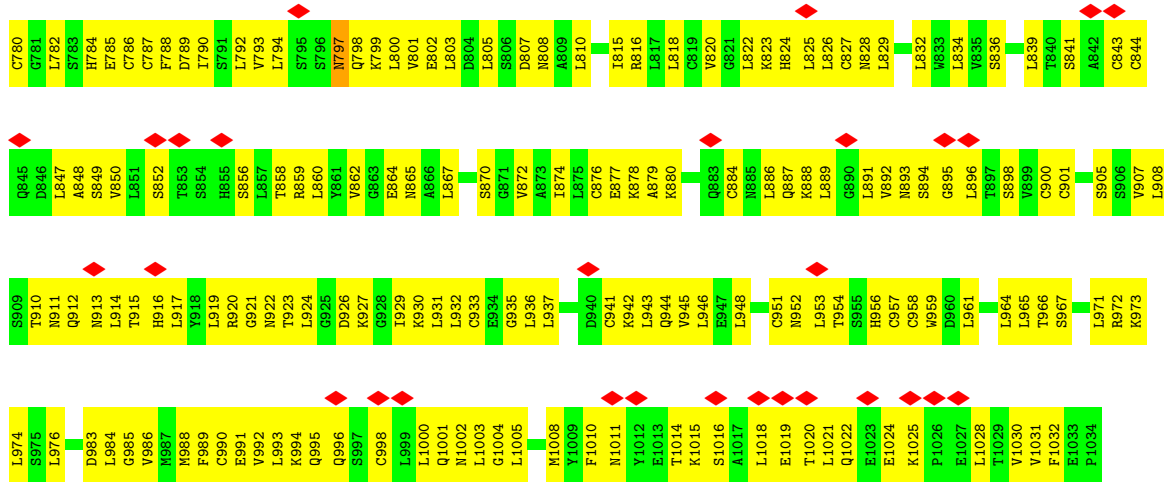 C780 G781 L782 S783 H784 E785 C786 C787 F788 D789 I790 S791 L792 V793 L794 S795 S796 N797 Q798 K799 L800 V801 E802 L803 D804 L805 S806 D807 N808 A809 L810 I815 R816 L817 L818 C819 V820 G821 L822 K823 H824 L825 L826 C827 N828 L829 L832 W833 L834 V835 S836 L839 T840 S841 A842 C843 C844
Q845 D846 L847 A848 S849 V850 L851 S852 T853 S854 H855 S856 L857 T858 R859 L860 Y861 V862 G863 E864 N865 A866 L867 S870 G871 V872 A873 I874 L875 C876 E877 K878 A879 K880 Q883 C884 N885 L886 Q887 K888 L889 G890 L891 V892 N893 S894 G895 L896 T897 S898 V899 C900 C901 S905 S906 V907 L908
S909 T910 N911 Q912 N913 L914 T915 H916 L917 Y918 L919 R920 G921 N922 T923 L924 G925 D926 K927 G928 I929 K930 L931 L932 C933 E934 G935 L936 L937 D940 C941 K942 L943 Q944 V945 L946 E947 L948 C951 N952 L953 T954 S955 H956 C957 C958 W959 D960 L961 L964 L965 T966 S967 L971 R972 K973
L974 S975 L976 D983 L984 G985 V986 M987 M988 F989 C990 E991 V992 L993 K994 Q995 Q996 S997 C998 L999 L1000 Q1001 N1002 L1003 G1004 L1005 M1008 Y1009 F1010 N1011 Y1012 E1013 T1014 K1015 S1016 A1017 L1018 E1019 T1020 L1021 Q1022 E1023 E1024 K1025 P1026 E1027 L1028 T1029 V1030 V1031 F1032 E1033 P1034